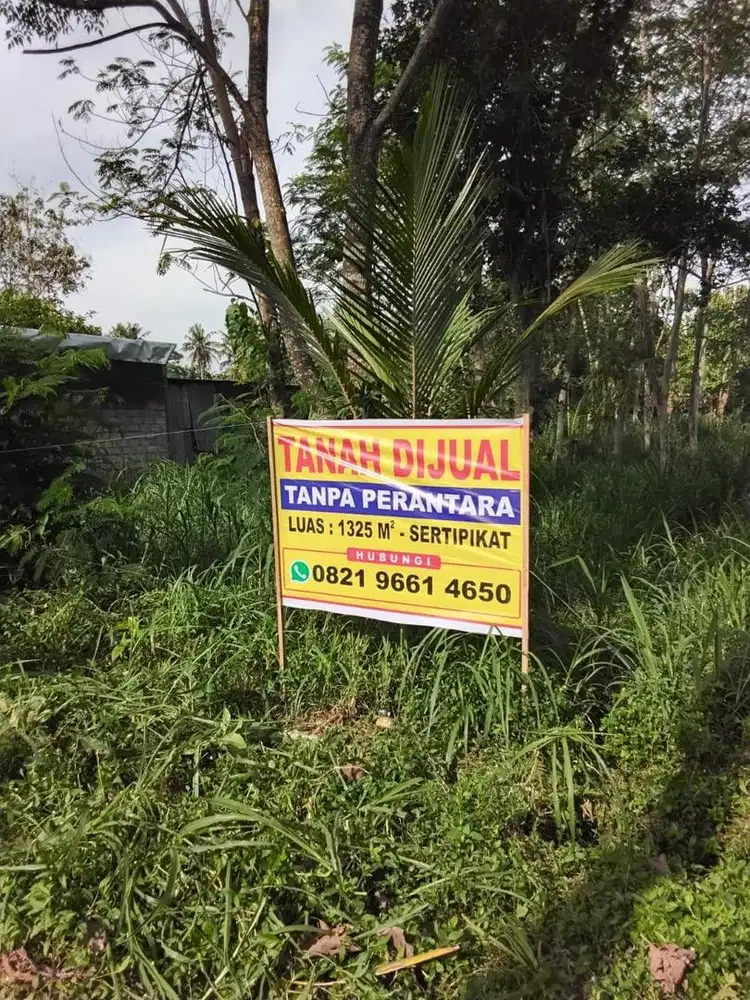 TANAH DIJUAL
TANPA PERANTARA
LUAS : 1325 M² - SERTIPIKAT
HUBUNGI
0821 9661 4650